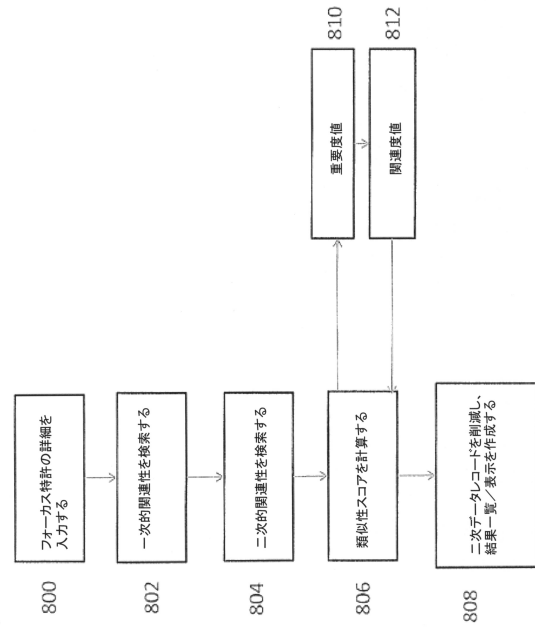 800
フォーカス特許の詳細を
入力する
802
一次的関連性を検索する
804
二次的関連性を検索する
806
類似性スコアを計算する
810
重要度値
812
関連度値
808
二次データレコードを削減し、
結果一覧／表示を作成する